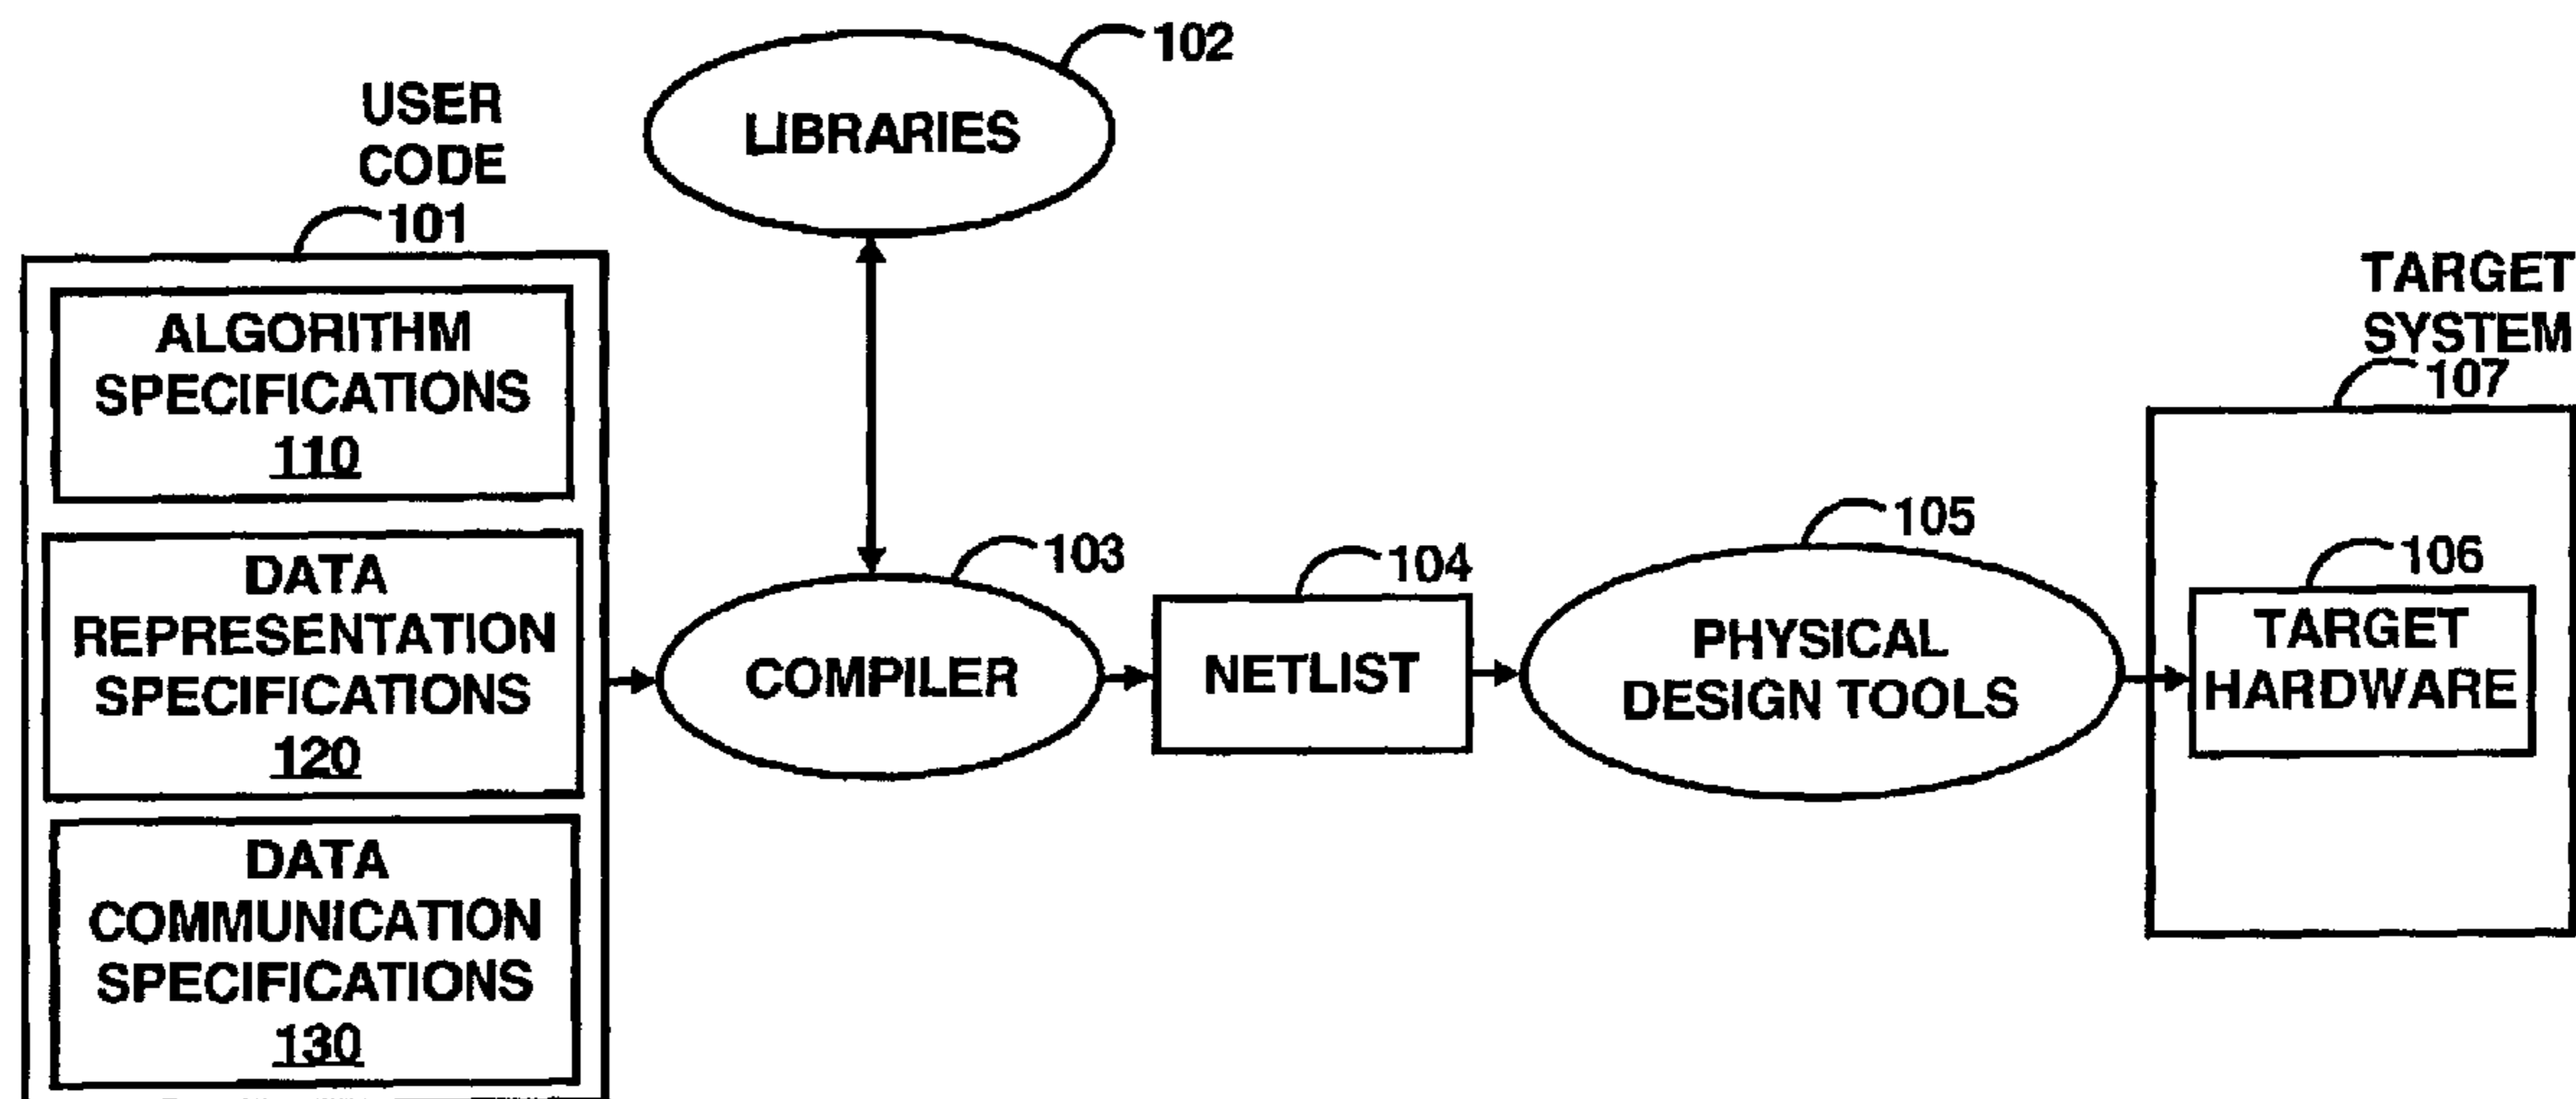 USER
CODE
101
ALGORITHM
SPECIFICATIONS
110
DATA
REPRESENTATION
SPECIFICATIONS
120
DATA
COMMUNICATION
SPECIFICATIONS
130
102
LIBRARIES
103
COMPILER
104
NETLIST
105
PHYSICAL
DESIGN TOOLS
TARGET
SYSTEM
107
106
TARGET
HARDWARE